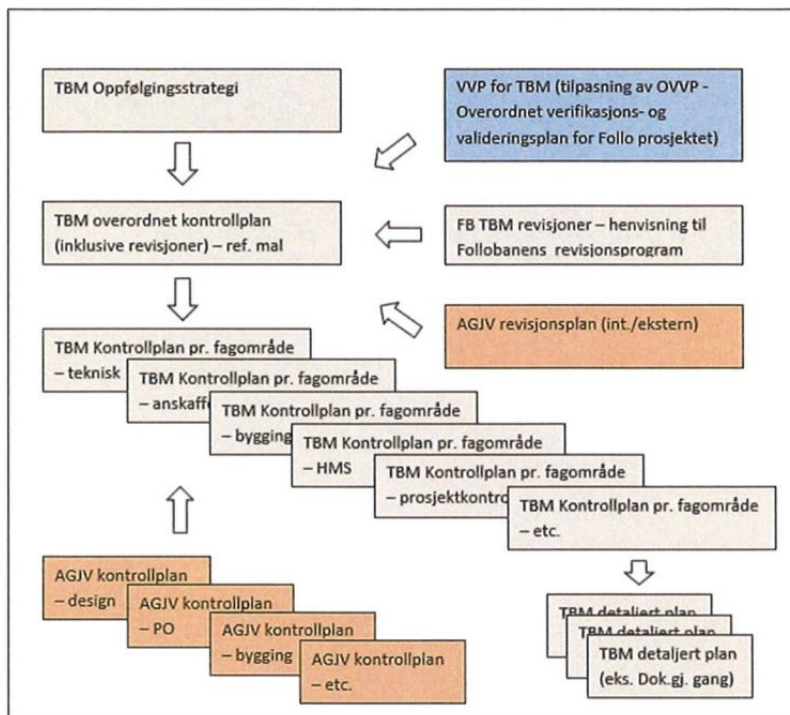 TBM Oppfølgingsstrategi
VVP for TBM (tilpasning av OVVP -
Overordnet verifikasjons- og
valideringsplan for Follo prosjektet)
TBM overordnet kontrollplan
(inklusive revisjoner) – ref. mal
FB TBM revisjoner – henvisning til
Follobanens revisjonsprogram
AGJV revisjonsplan (int./ekstern)
TBM Kontrollplan pr. fagområde
– teknisk
TBM Kontrollplan pr. fagområde
– anskaffe
TBM Kontrollplan pr. fagområde
– bygging
TBM Kontrollplan pr. fagområde
– HMS
TBM Kontrollplan pr. fagområde
– prosjektkontro
TBM Kontrollplan pr. fagområde
– etc.
AGJV kontrollplan
– design
AGJV kontrollplan
– PO
AGJV kontrollplan
– bygging
AGJV kontrollplan
– etc.
TBM detaljert plan
TBM detaljert plan
TBM detaljert plan
(eks. Dok.gj. gang)